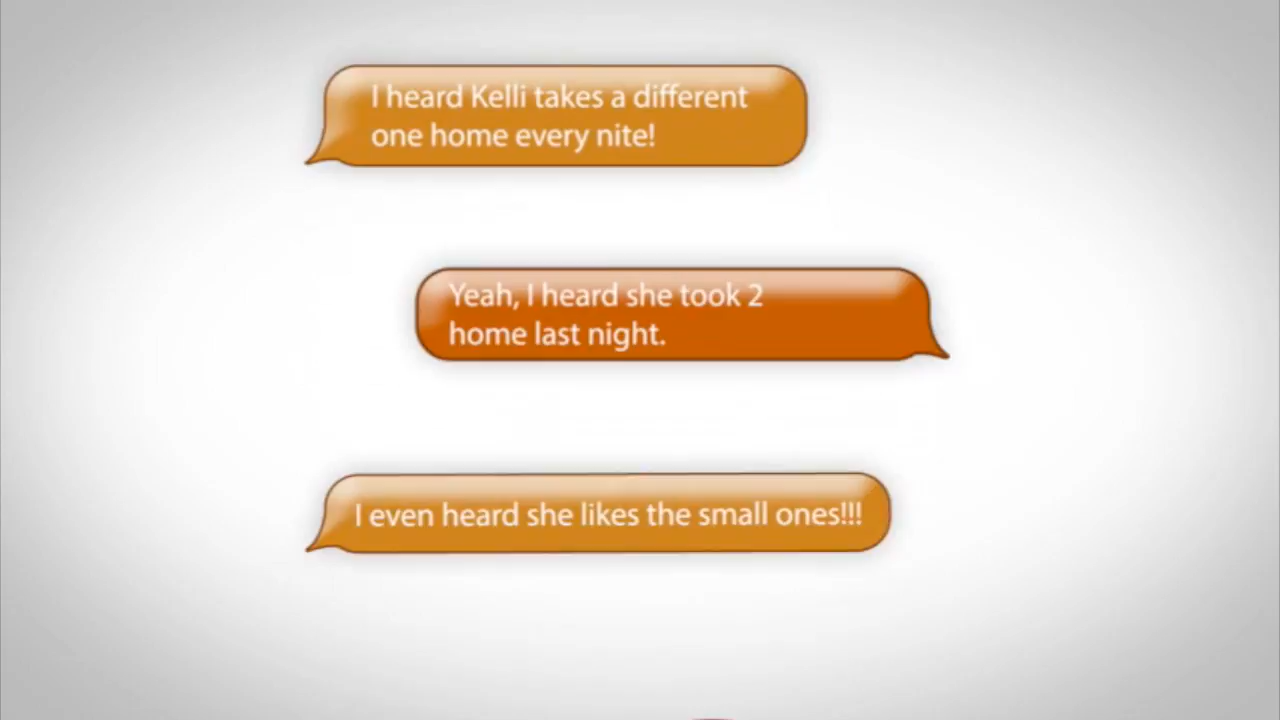 I heard Kelli takes a different
one home every nite!
Yeah, I heard she took 2
home last night.
I even heard she likes the small ones!!!